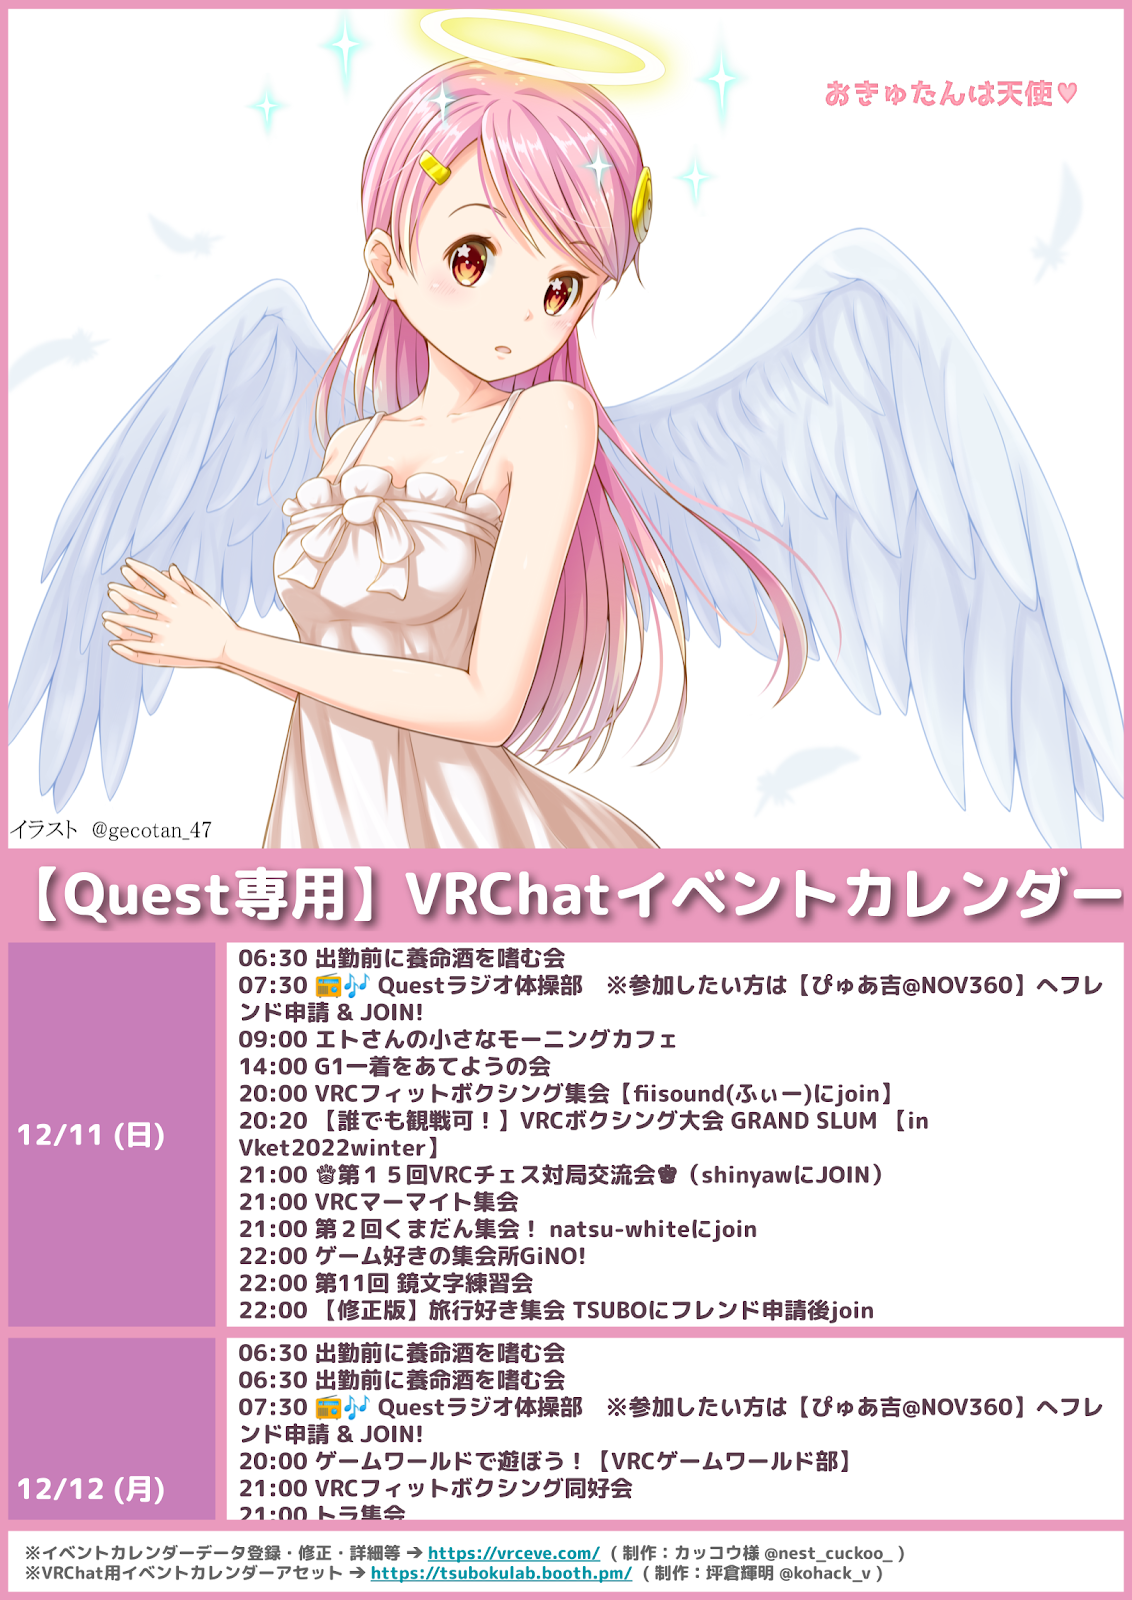 おきゅたんは天使♥
イラスト @gecotan_47
【Quest専用】VRChatイベントカレンダー
12/11 (日)
06:30 出勤前に養命酒を嗜む会
07:30 📻🎶 Questラジオ体操部　※参加したい方は【ぴゅあ吉@NOV360】へフレ
ンド申請 & JOIN!
09:00 エトさんの小さなモーニングカフェ
14:00 G1一着をあてようの会
20:00 VRCフィットボクシング集会【fiisound(ふぃー)にjoin】
20:20 【誰でも観戦可！】VRCボクシング大会 GRAND SLUM 【in
Vket2022winter】
21:00 ♕第１５回VRCチェス対局交流会♚（shinyawにJOIN）
21:00 VRCマーマイト集会
21:00 第２回くまだん集会！ natsu-whiteにjoin
22:00 ゲーム好きの集会所GiNO!
22:00 第11回 鏡文字練習会
22:00 【修正版】旅行好き集会 TSUBOにフレンド申請後join
12/12 (月)
06:30 出勤前に養命酒を嗜む会
06:30 出勤前に養命酒を嗜む会
07:30 📻🎶 Questラジオ体操部　※参加したい方は【ぴゅあ吉@NOV360】へフレ
ンド申請 & JOIN!
20:00 ゲームワールドで遊ぼう！【VRCゲームワールド部】
21:00 VRCフィットボクシング同好会
21:00 トラ集会
※イベントカレンダーデータ登録・修正・詳細等 ➔ https://vrceve.com/ （制作：カッコウ様 @nest_cuckoo_）
※VRChat用イベントカレンダーアセット ➔ https://tsubokulab.booth.pm/ （制作：坪倉輝明 @kohack_v）